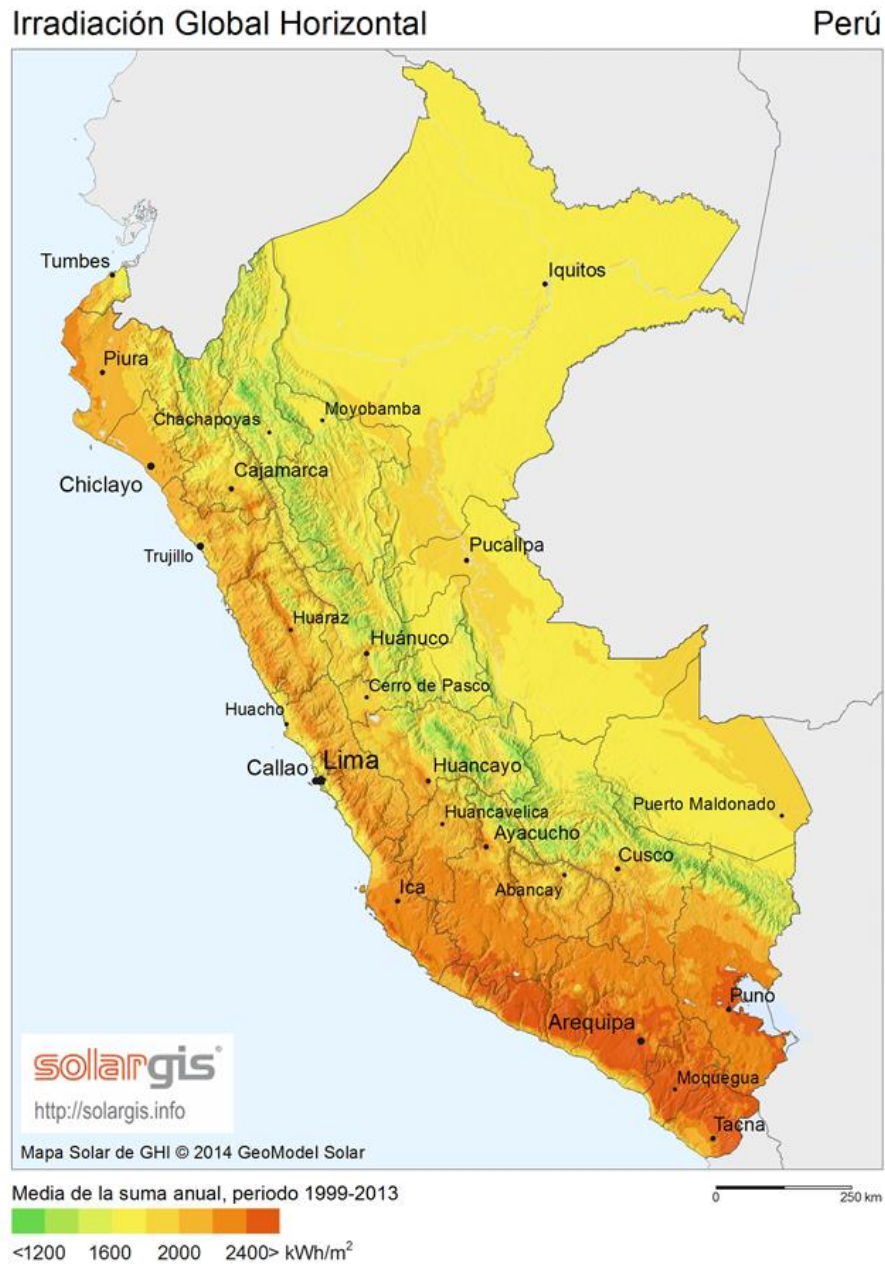 Irradiación Global Horizontal
Perú
Tumbes
Iquitos
Piura
Moyobamba
Chachapoyas
Cajamarca
Chiclayo
Trujillo
Pucallpa
Huaraz
Huánuco
Cerro de Pasco
Huacho
Callao
Lima
Huancayo
Huancavelica
Puerto Maldonado
Ayacucho
Cusco
Abancay
Ica
Puno
Arequipa
Moquegua
Tacna
solargis
http://solargis.info
Mapa Solar de GHI © 2014 GeoModel Solar
Media de la suma anual, periodo 1999-2013
0 250 km
<1200 1600 2000 2400> kWh/m²